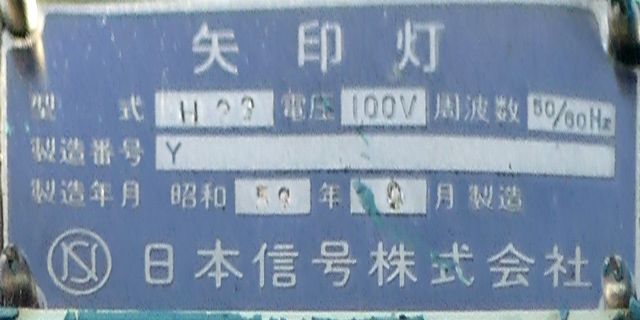 矢印灯
型式 H 電圧 100V 周波数 50/60Hz
製造番号 Y
製造年月 昭和 年 月 製造
日本信号株式会社